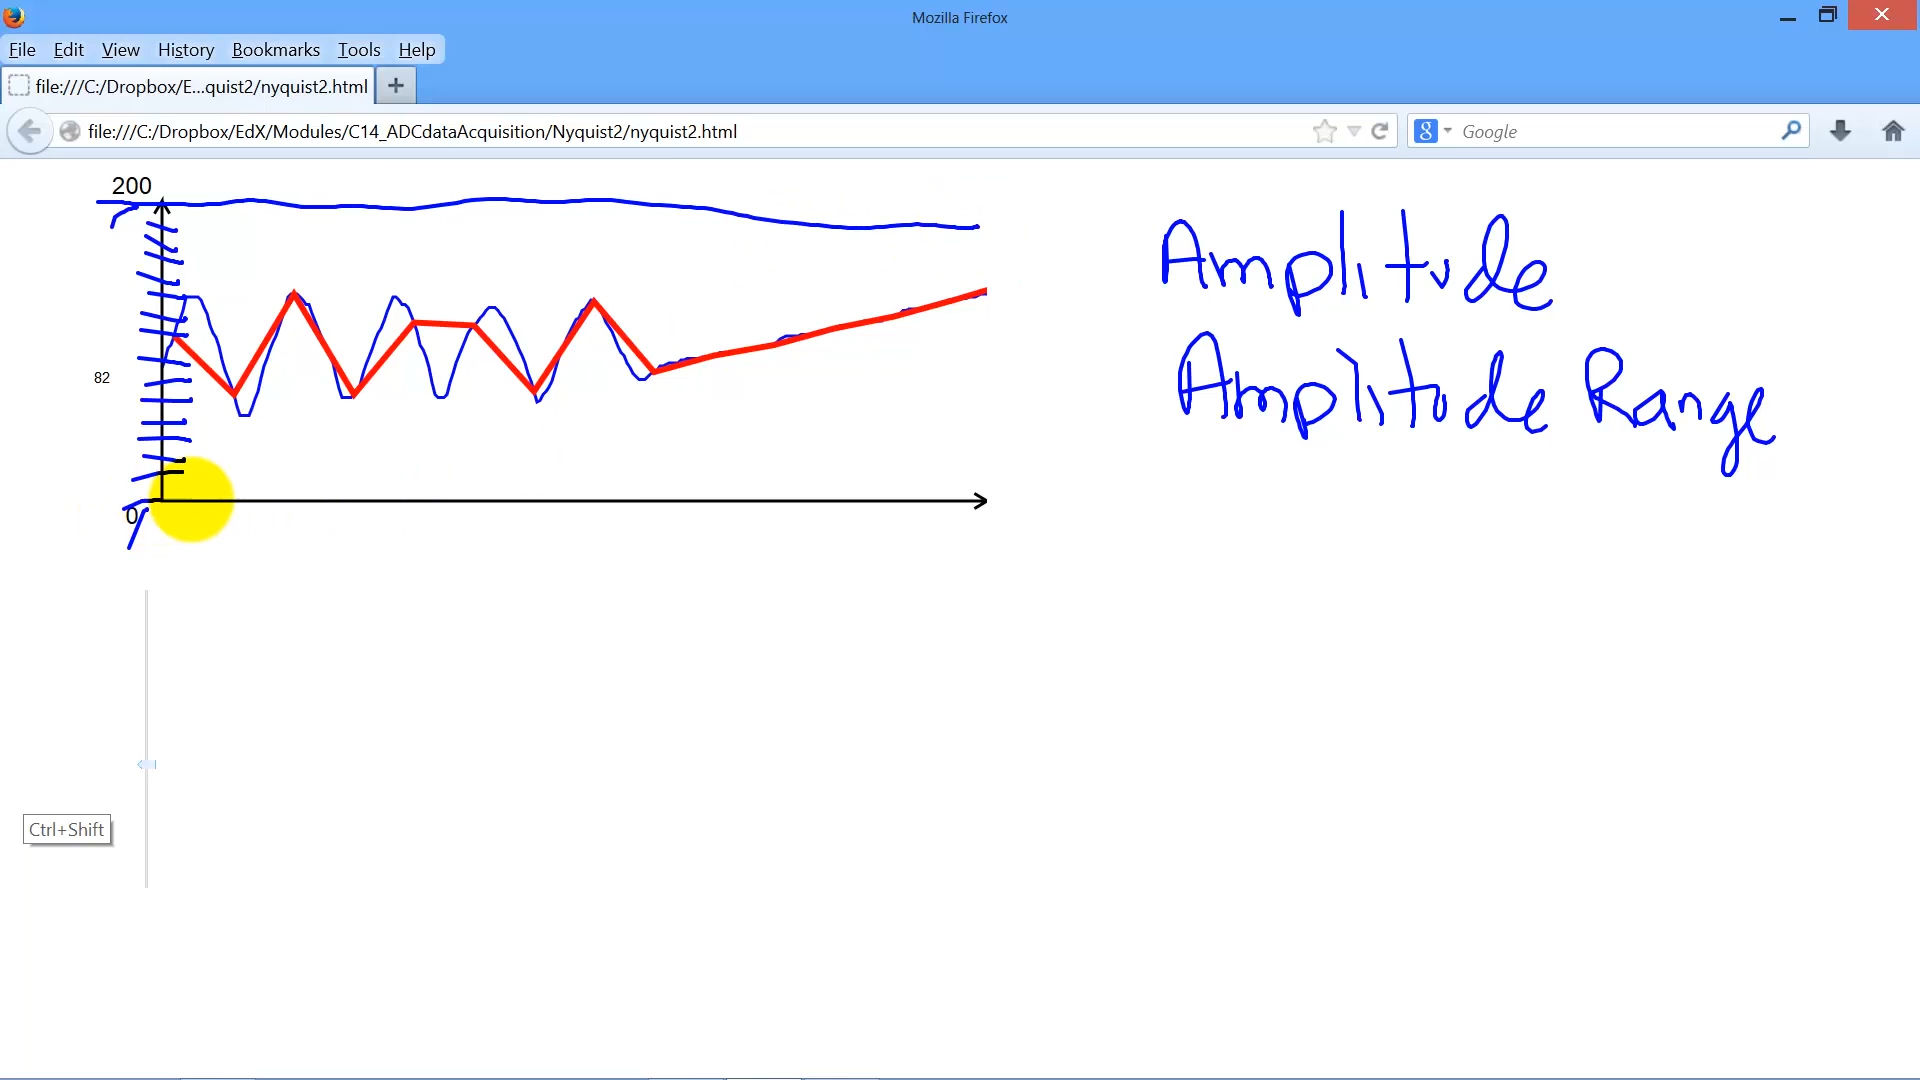 Mozilla Firefox
File Edit View History Bookmarks Tools Help
file:///C:/Dropbox/E...quist2/nyquist2.html
file:///C:/Dropbox/EdX/Modules/C14_ADCdataAcquisition/Nyquist2/nyquist2.html
8 Google
200
Amplitude
Amplitude Range
82
0
Ctrl+Shift